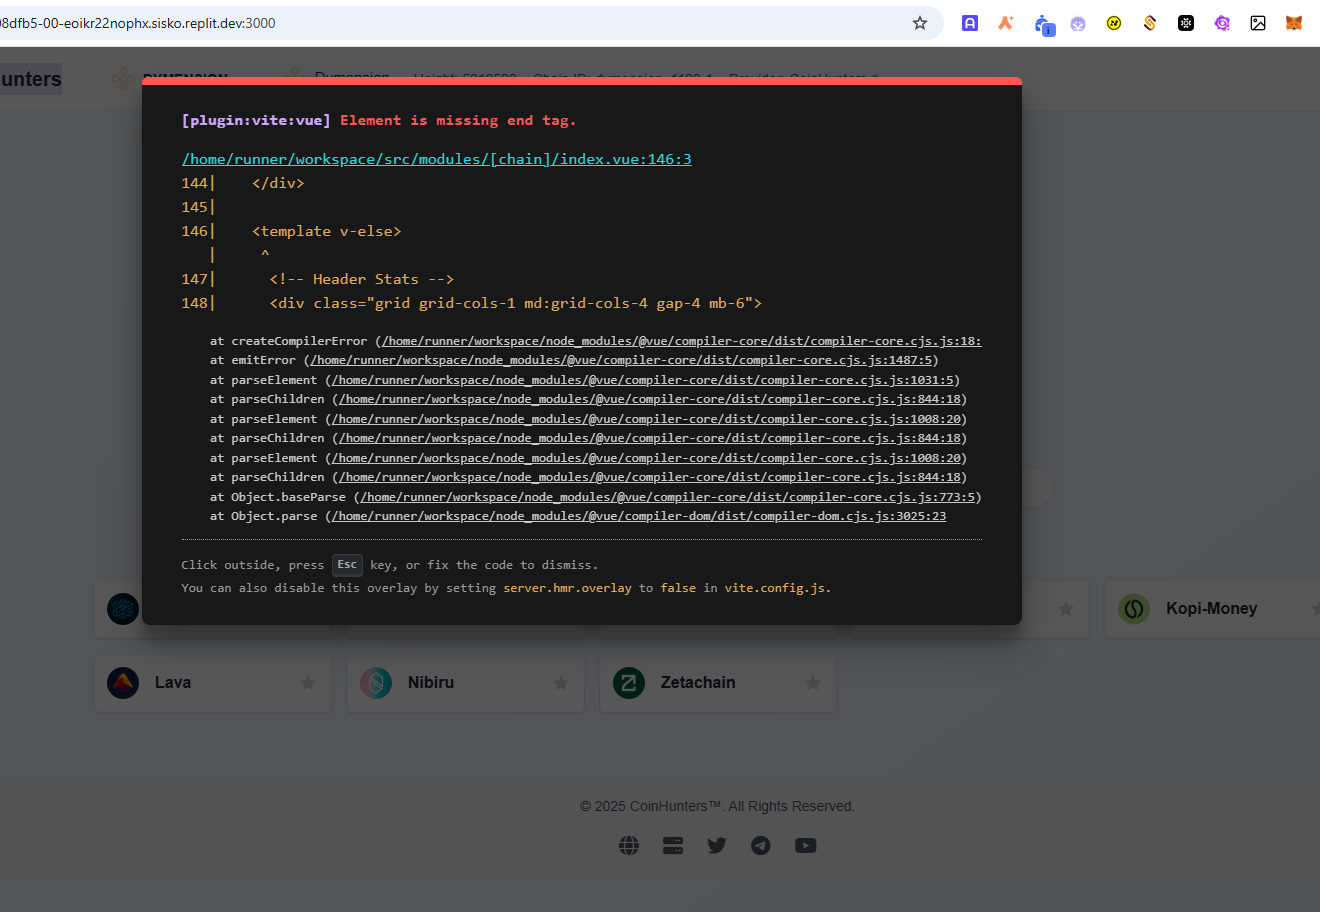 98dfb5-00-eoikr22nophx.sisko.replit.dev:3000
unters
DYMENSION
Dymension
[plugin:vite:vue] Element is missing end tag.
/home/runner/workspace/src/modules/[chain]/index.vue:146:3
144|    </div>
145|
146|    <template v-else>
|     ^
147|      <!-- Header Stats -->
148|      <div class="grid grid-cols-1 md:grid-cols-4 gap-4 mb-6">
at createCompilerError (/home/runner/workspace/node_modules/@vue/compiler-core/dist/compiler-core.cjs.js:18:
at emitError (/home/runner/workspace/node_modules/@vue/compiler-core/dist/compiler-core.cjs.js:1487:5)
at parseElement (/home/runner/workspace/node_modules/@vue/compiler-core/dist/compiler-core.cjs.js:1031:5)
at parseChildren (/home/runner/workspace/node_modules/@vue/compiler-core/dist/compiler-core.cjs.js:844:18)
at parseElement (/home/runner/workspace/node_modules/@vue/compiler-core/dist/compiler-core.cjs.js:1008:20)
at parseChildren (/home/runner/workspace/node_modules/@vue/compiler-core/dist/compiler-core.cjs.js:844:18)
at parseElement (/home/runner/workspace/node_modules/@vue/compiler-core/dist/compiler-core.cjs.js:1008:20)
at parseChildren (/home/runner/workspace/node_modules/@vue/compiler-core/dist/compiler-core.cjs.js:844:18)
at Object.baseParse (/home/runner/workspace/node_modules/@vue/compiler-core/dist/compiler-core.cjs.js:773:5)
at Object.parse (/home/runner/workspace/node_modules/@vue/compiler-dom/dist/compiler-dom.cjs.js:3025:23
Click outside, press Esc key, or fix the code to dismiss.
You can also disable this overlay by setting server.hmr.overlay to false in vite.config.js.
Kopi-Money
Lava
Nibiru
Zetachain
© 2025 CoinHunters™. All Rights Reserved.